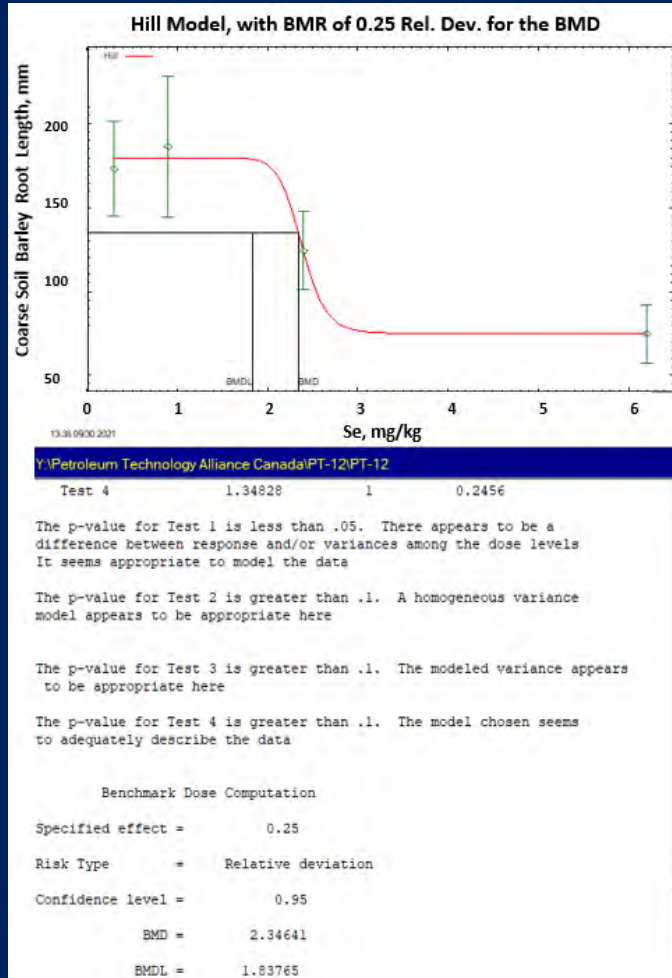 Hill Model, with BMR of 0.25 Rel. Dev. for the BMD
Hill
Coarse Soil Barley Root Length, mm
200
150
100
50
BMDL
BMD
0
1
2
3
4
5
6
13:38 09/30 2021
Se, mg/kg
Y:\Petroleum Technology Alliance Canada\PT-12\PT-12
Test 4 1.34828 1 0.2456
The p-value for Test 1 is less than .05. There appears to be a
difference between response and/or variances among the dose levels
It seems appropriate to model the data
The p-value for Test 2 is greater than .1. A homogeneous variance
model appears to be appropriate here
The p-value for Test 3 is greater than .1. The modeled variance appears
to be appropriate here
The p-value for Test 4 is greater than .1. The model chosen seems
to adequately describe the data
Benchmark Dose Computation
Specified effect = 0.25
Risk Type = Relative deviation
Confidence level = 0.95
BMD = 2.34641
BMDL = 1.83765